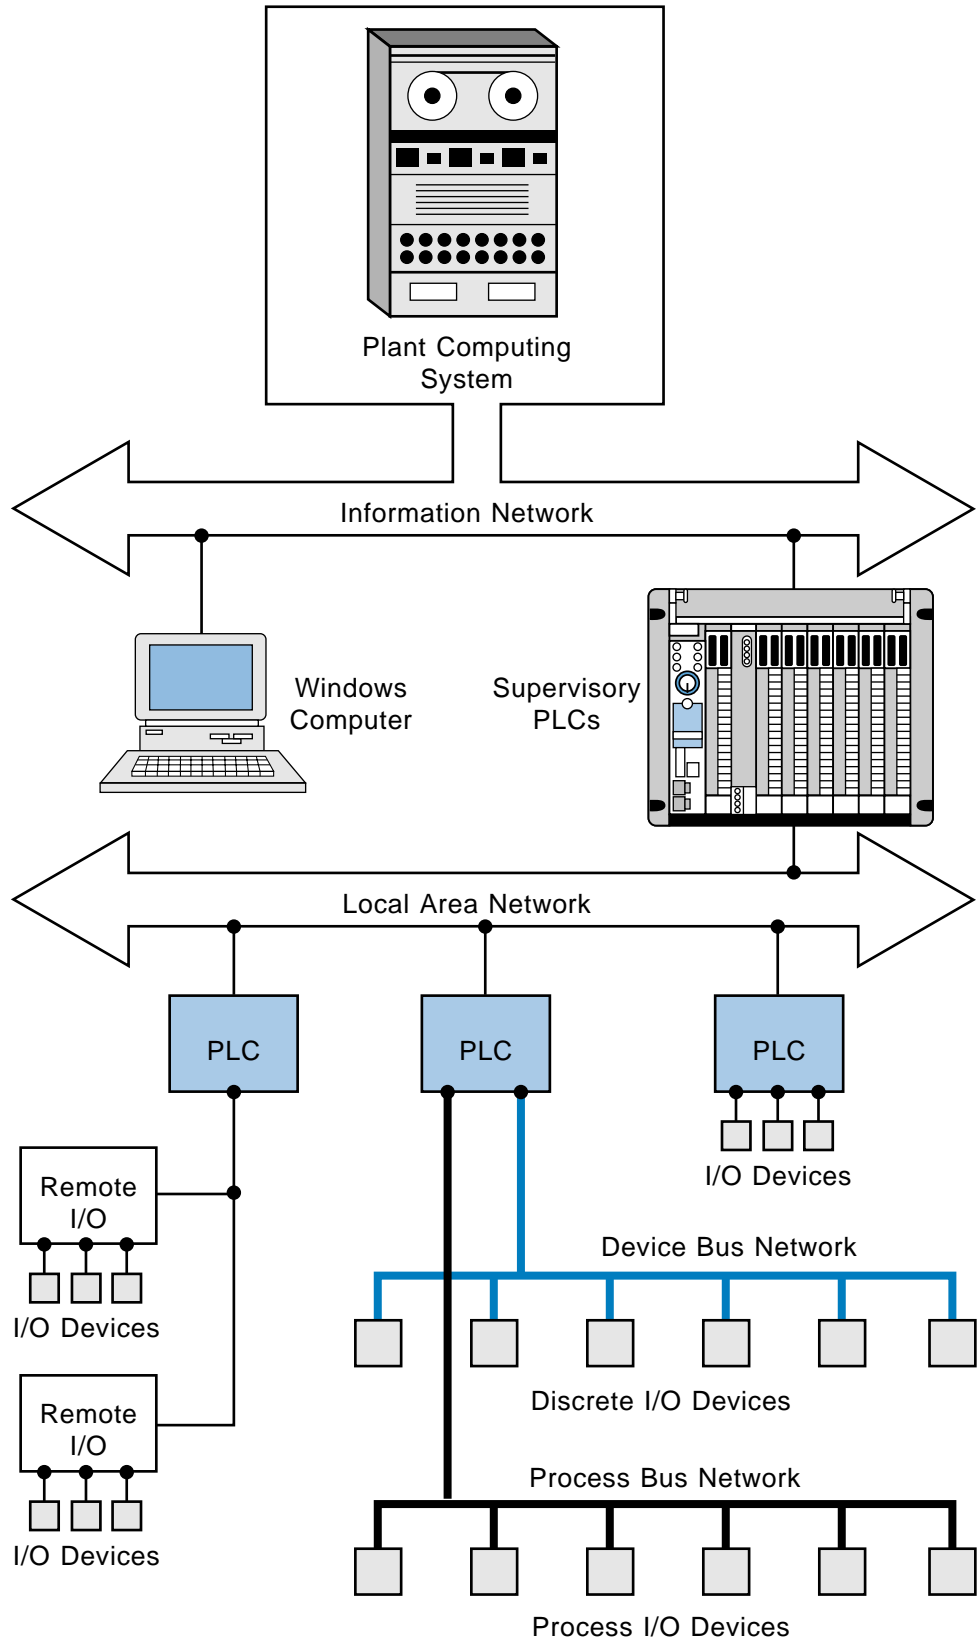 Plant Computing
System
Information Network
Windows
Computer
Supervisory
PLCs
Local Area Network
PLC
PLC
PLC
I/O Devices
Remote
I/O
I/O Devices
Device Bus Network
Discrete I/O Devices
Remote
I/O
I/O Devices
Process Bus Network
Process I/O Devices